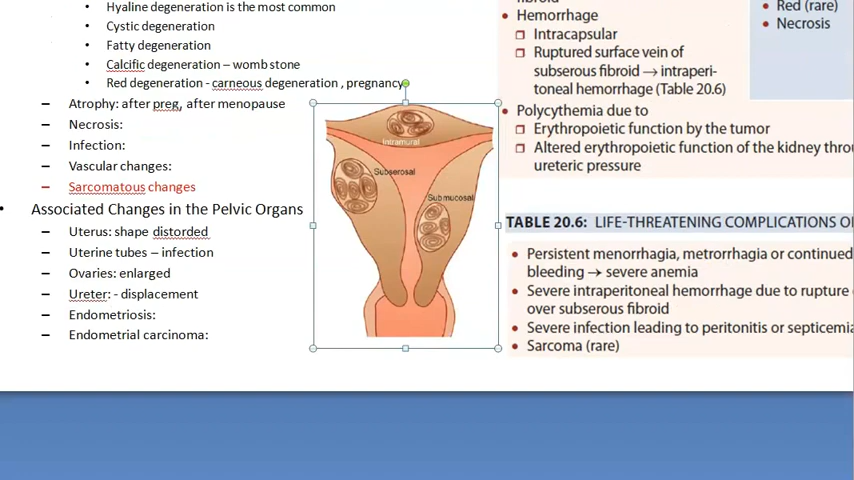 Hyaline degeneration is the most common
Cystic degeneration
Fatty degeneration
Calcific degeneration – womb stone
Red degeneration - carneous degeneration , pregnancy
– Atrophy: after preg, after menopause
– Necrosis:
– Infection:
– Vascular changes:
– Sarcomatous changes
• Associated Changes in the Pelvic Organs
– Uterus: shape distorted
– Uterine tubes – infection
– Ovaries: enlarged
– Ureter: - displacement
– Endometriosis:
– Endometrial carcinoma:
Intramural
Subserosal
Submucosal
fibroid
• Hemorrhage
❒ Intracapsular
❒ Ruptured surface vein of
subserous fibroid → intraperi-
toneal hemorrhage (Table 20.6)
• Polycythemia due to
❒ Erythropoietic function by the tumor
❒ Altered erythropoietic function of the kidney
ureteric pressure
• Red (rare)
• Necrosis
TABLE 20.6: LIFE-THREATENING COMPLICATIONS
• Persistent menorrhagia, metrorrhagia or continued
bleeding → severe anemia
• Severe intraperitoneal hemorrhage due to rupture
over subserous fibroid
• Severe infection leading to peritonitis or
• Sarcoma (rare)